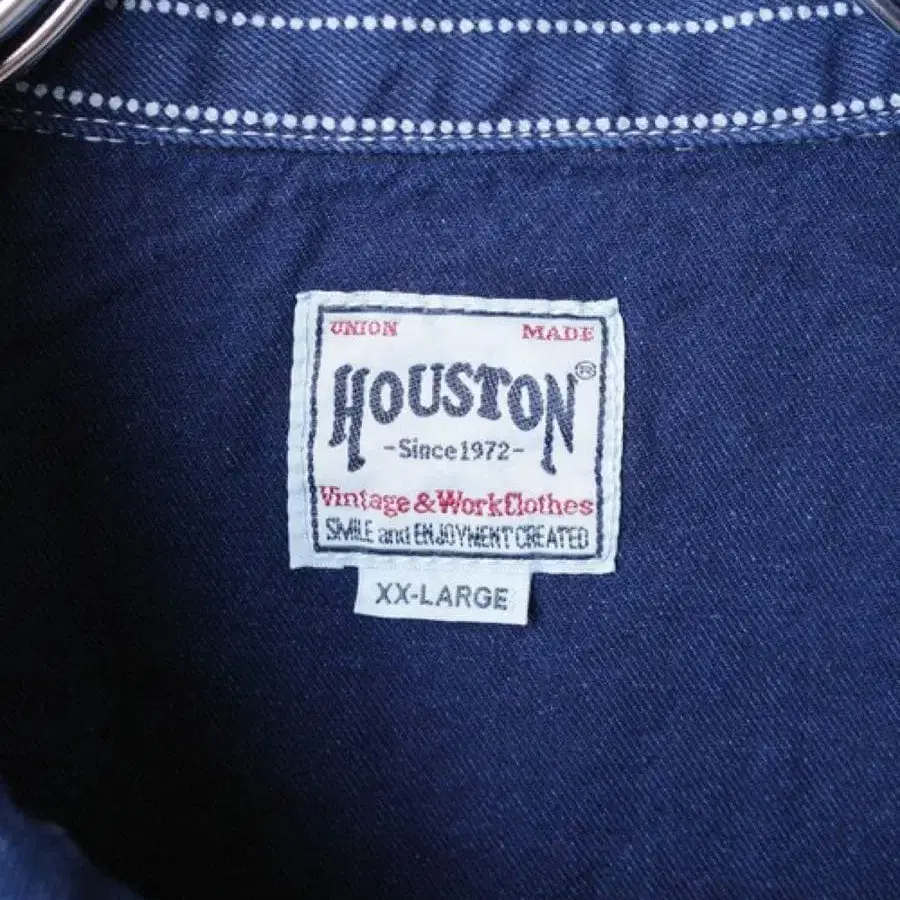 UNION MADE
HOUSTON®
-Since1972-
Vintage & WorkClothes
SMILE and ENJOYMENT CREATED
XX-LARGE